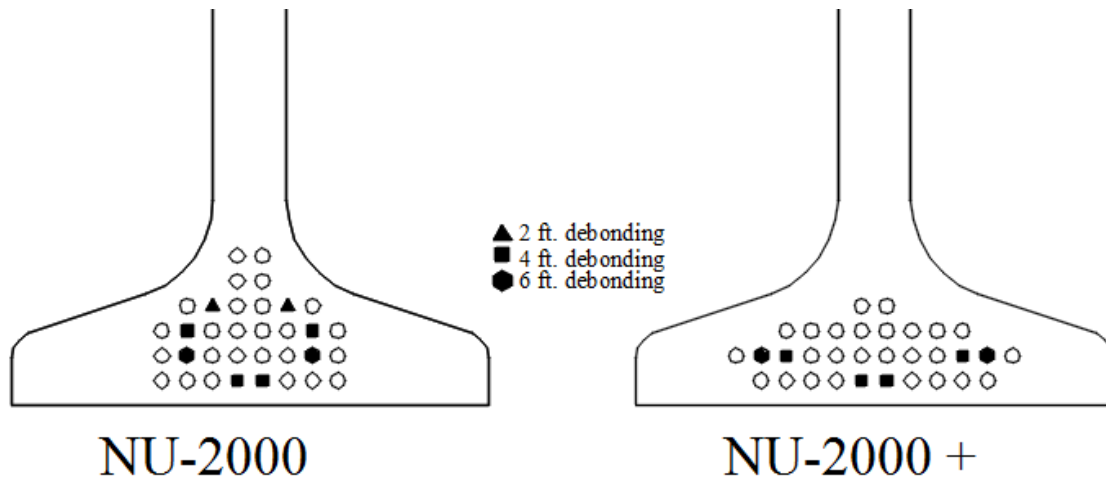 2 ft. debonding
4 ft. debonding
6 ft. debonding
NU-2000
NU-2000 +